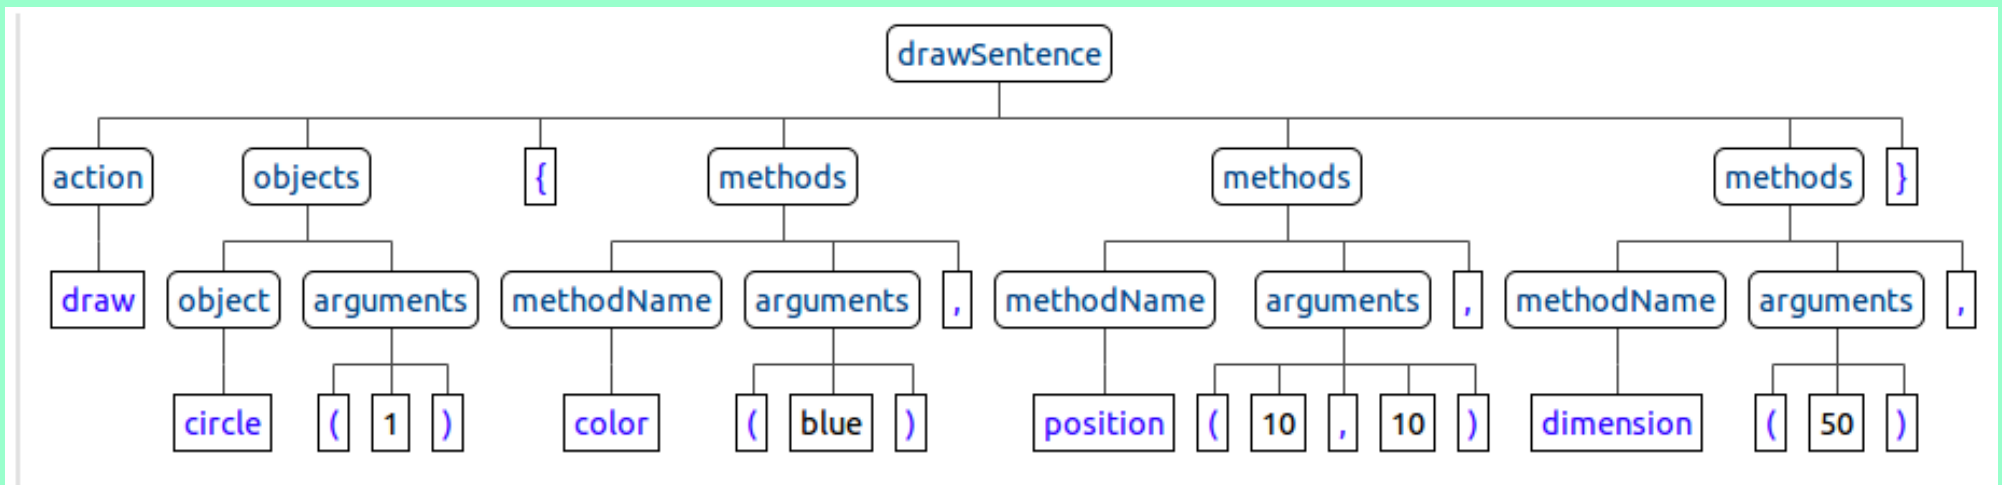 drawSentence
action objects { methods methods methods }
draw object arguments methodName arguments , methodName arguments , methodName arguments ,
circle ( 1 ) color ( blue ) position ( 10 , 10 ) dimension ( 50 )